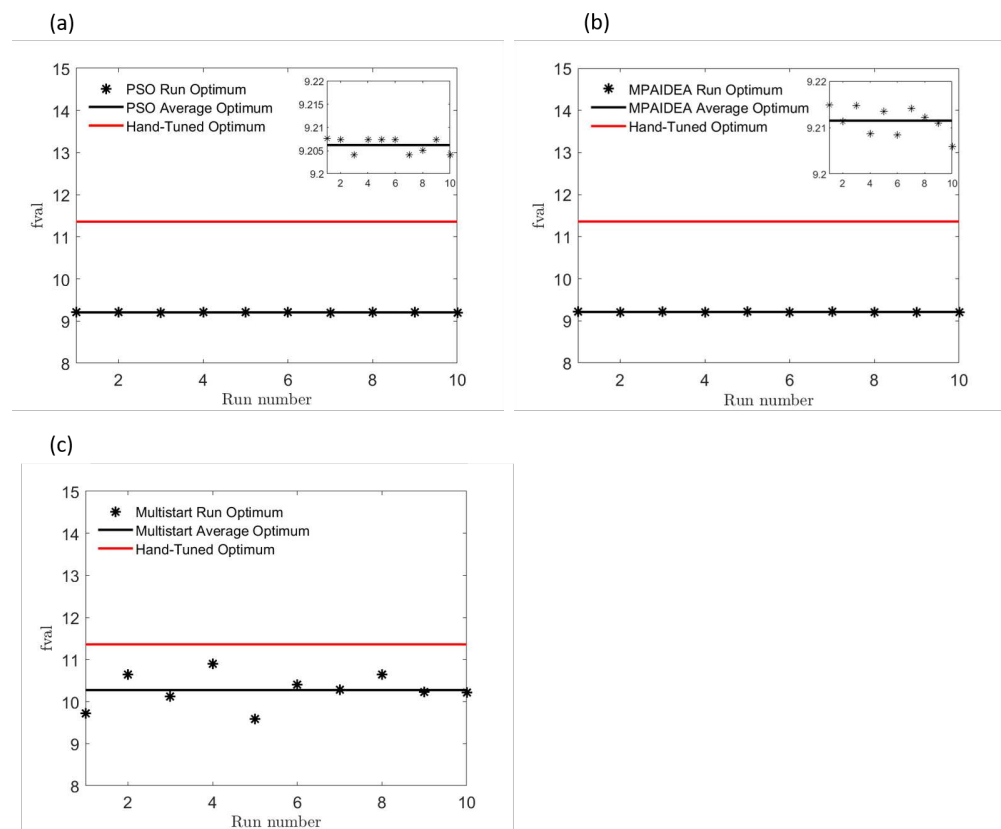 (a)
15
14
13
12
11
10
9
8
fval
PSO Run Optimum
PSO Average Optimum
Hand-Tuned Optimum
9.22
9.215
9.21
9.205
9.2
2 4 6 8 10
2 4 6 8 10
Run number
(b)
15
14
13
12
11
10
9
8
fval
MPAIDEA Run Optimum
MPAIDEA Average Optimum
Hand-Tuned Optimum
9.22
9.21
9.2
2 4 6 8 10
2 4 6 8 10
Run number
(c)
15
14
13
12
11
10
9
8
fval
Multistart Run Optimum
Multistart Average Optimum
Hand-Tuned Optimum
2 4 6 8 10
Run number